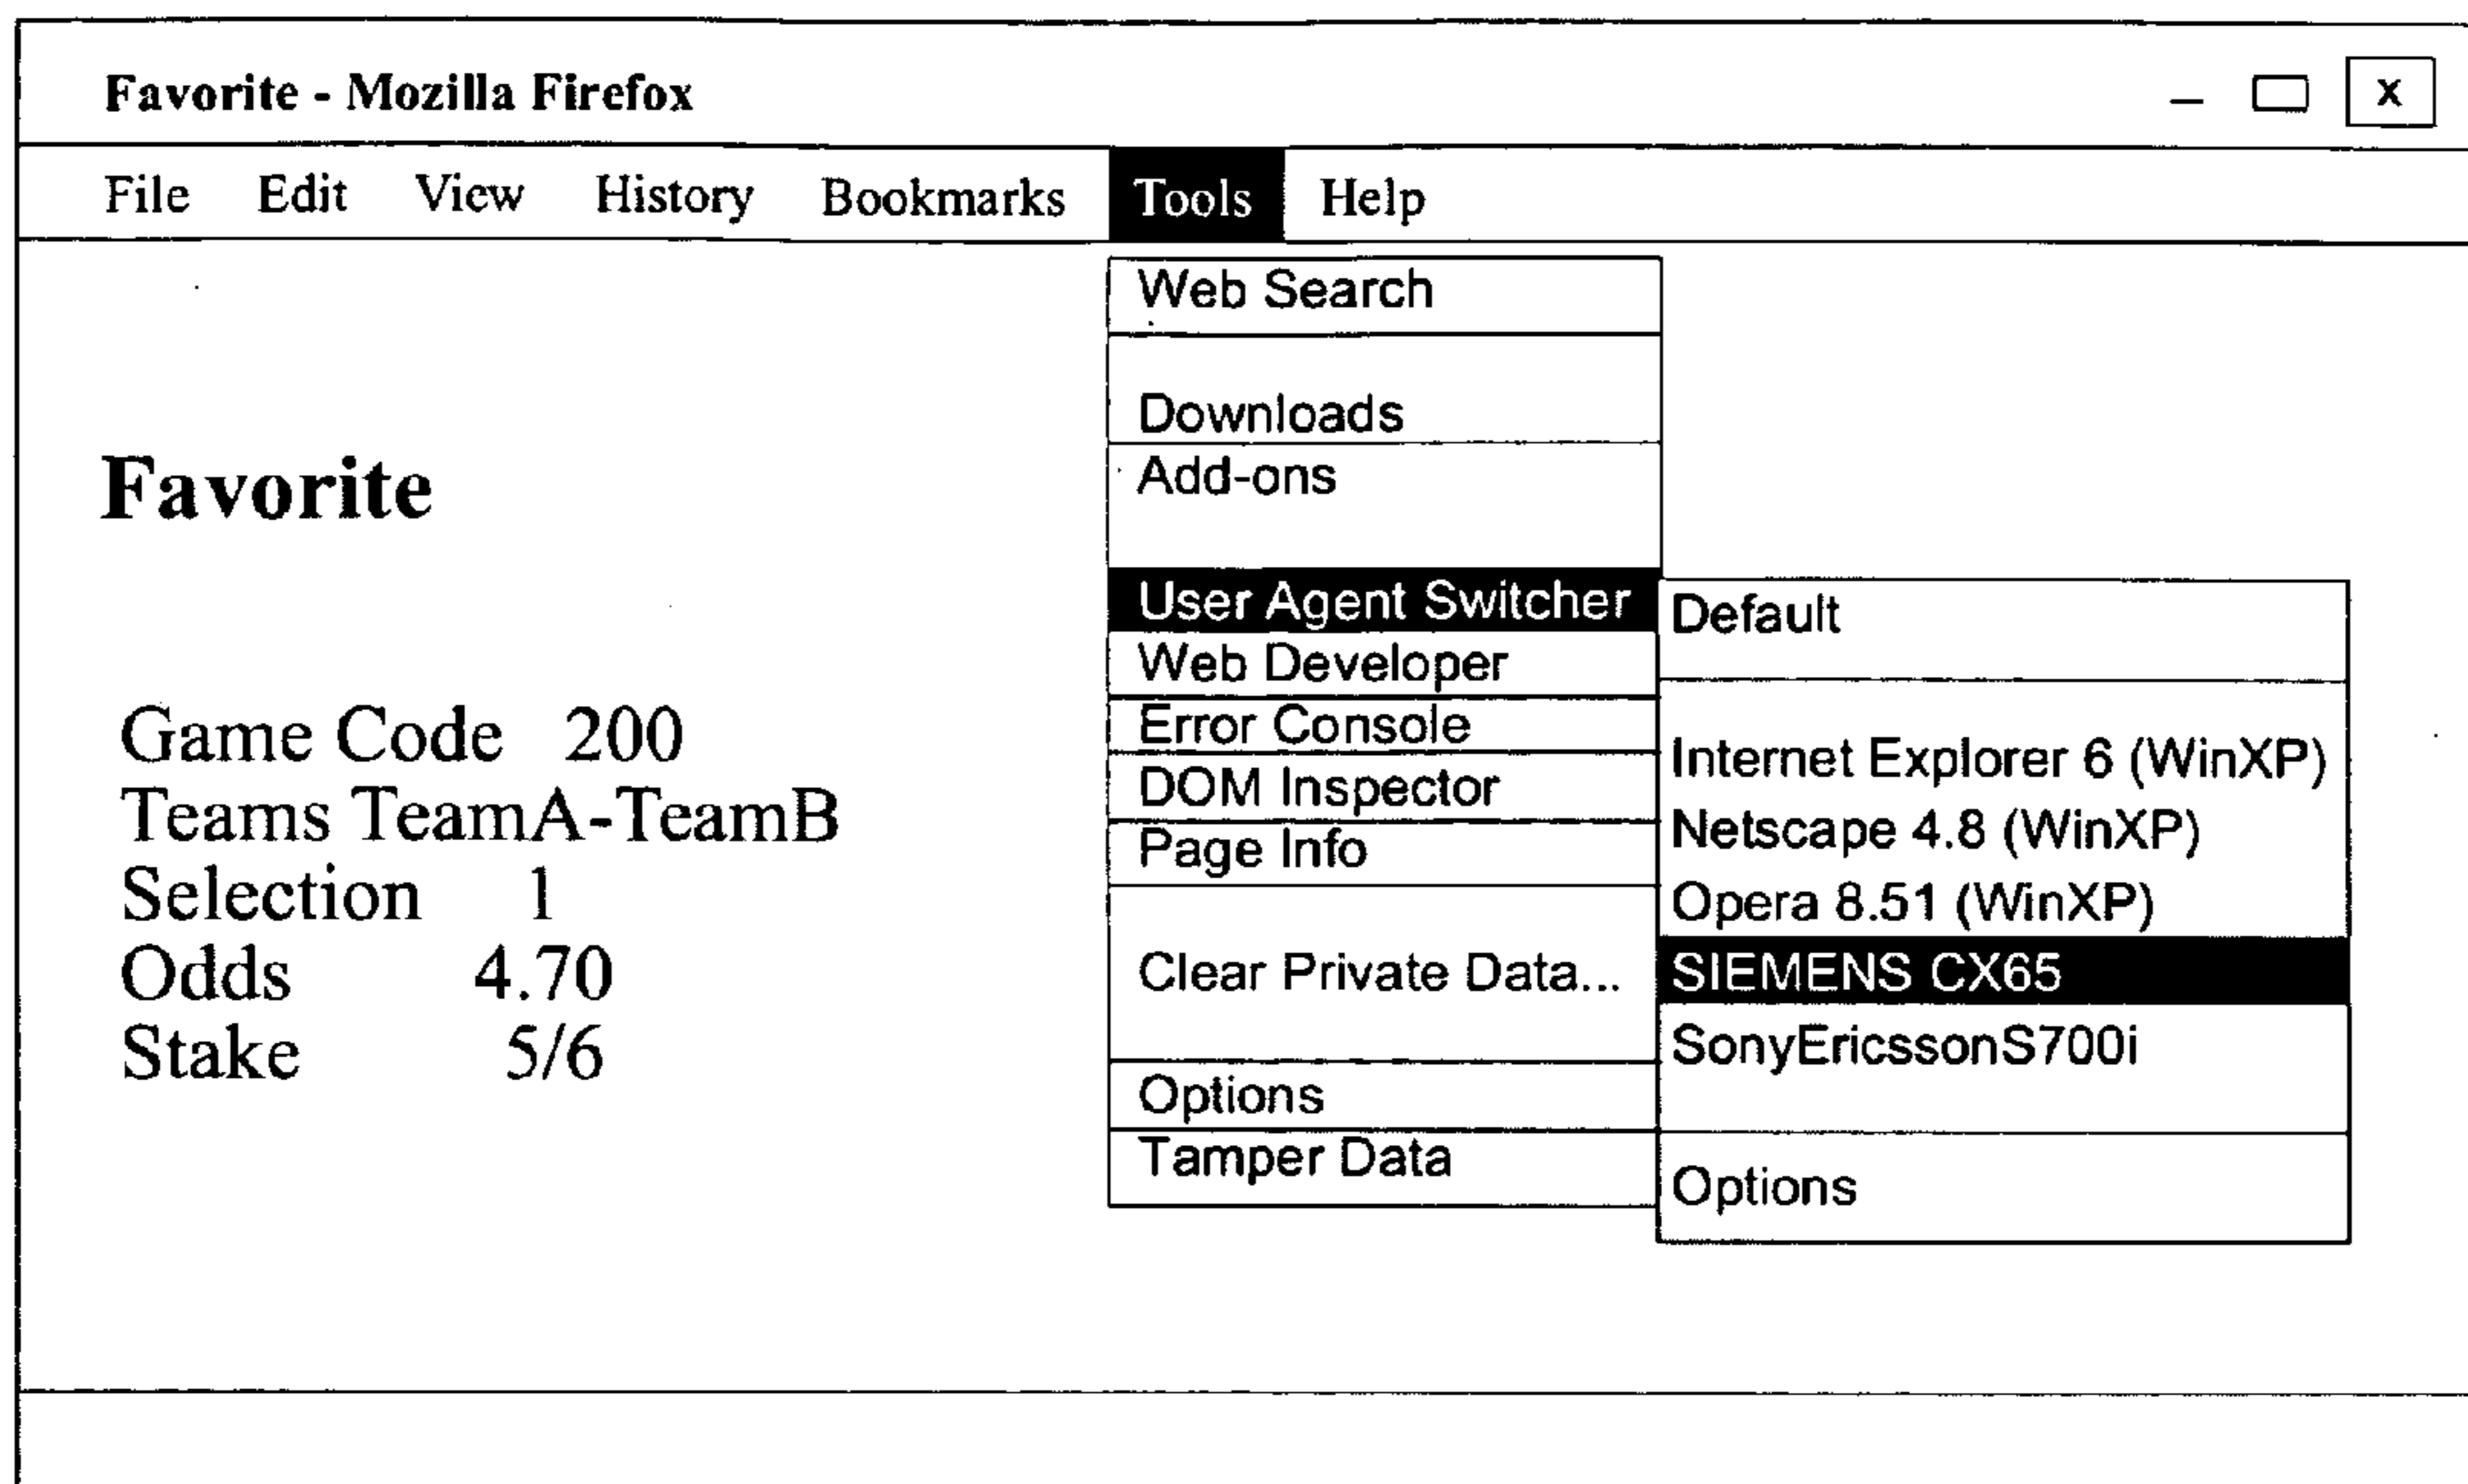 Favorite - Mozilla Firefox
x
File Edit View History Bookmarks Tools Help
Favorite
Game Code 200
Teams TeamA-TeamB
Selection 1
Odds 4.70
Stake 5/6
Web Search
Downloads
Add-ons
User Agent Switcher
Web Developer
Error Console
DOM Inspector
Page Info
Clear Private Data...
Options
Tamper Data
Default
Internet Explorer 6 (WinXP)
Netscape 4.8 (WinXP)
Opera 8.51 (WinXP)
SIEMENS CX65
SonyEricssonS700i
Options